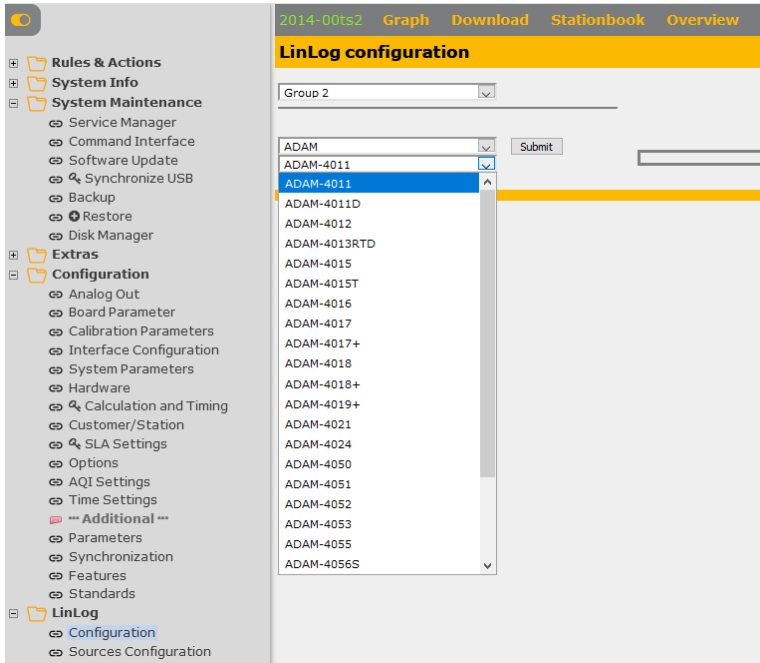 2014-00ts2 Graph Download Stationbook Overview
Rules & Actions
System Info
System Maintenance
Service Manager
Command Interface
Software Update
Synchronize USB
Backup
Restore
Disk Manager
Extras
Configuration
Analog Out
Board Parameter
Calibration Parameters
Interface Configuration
System Parameters
Hardware
Calculation and Timing
Customer/Station
SLA Settings
Options
AQI Settings
Time Settings
--- Additional ---
Parameters
Synchronization
Features
Standards
LinLog
Configuration
Sources Configuration
LinLog configuration
Group 2
ADAM
Submit
ADAM-4011
ADAM-4011
ADAM-4011D
ADAM-4012
ADAM-4013RTD
ADAM-4015
ADAM-4015T
ADAM-4016
ADAM-4017
ADAM-4017+
ADAM-4018
ADAM-4018+
ADAM-4019+
ADAM-4021
ADAM-4024
ADAM-4050
ADAM-4051
ADAM-4052
ADAM-4053
ADAM-4055
ADAM-4056S